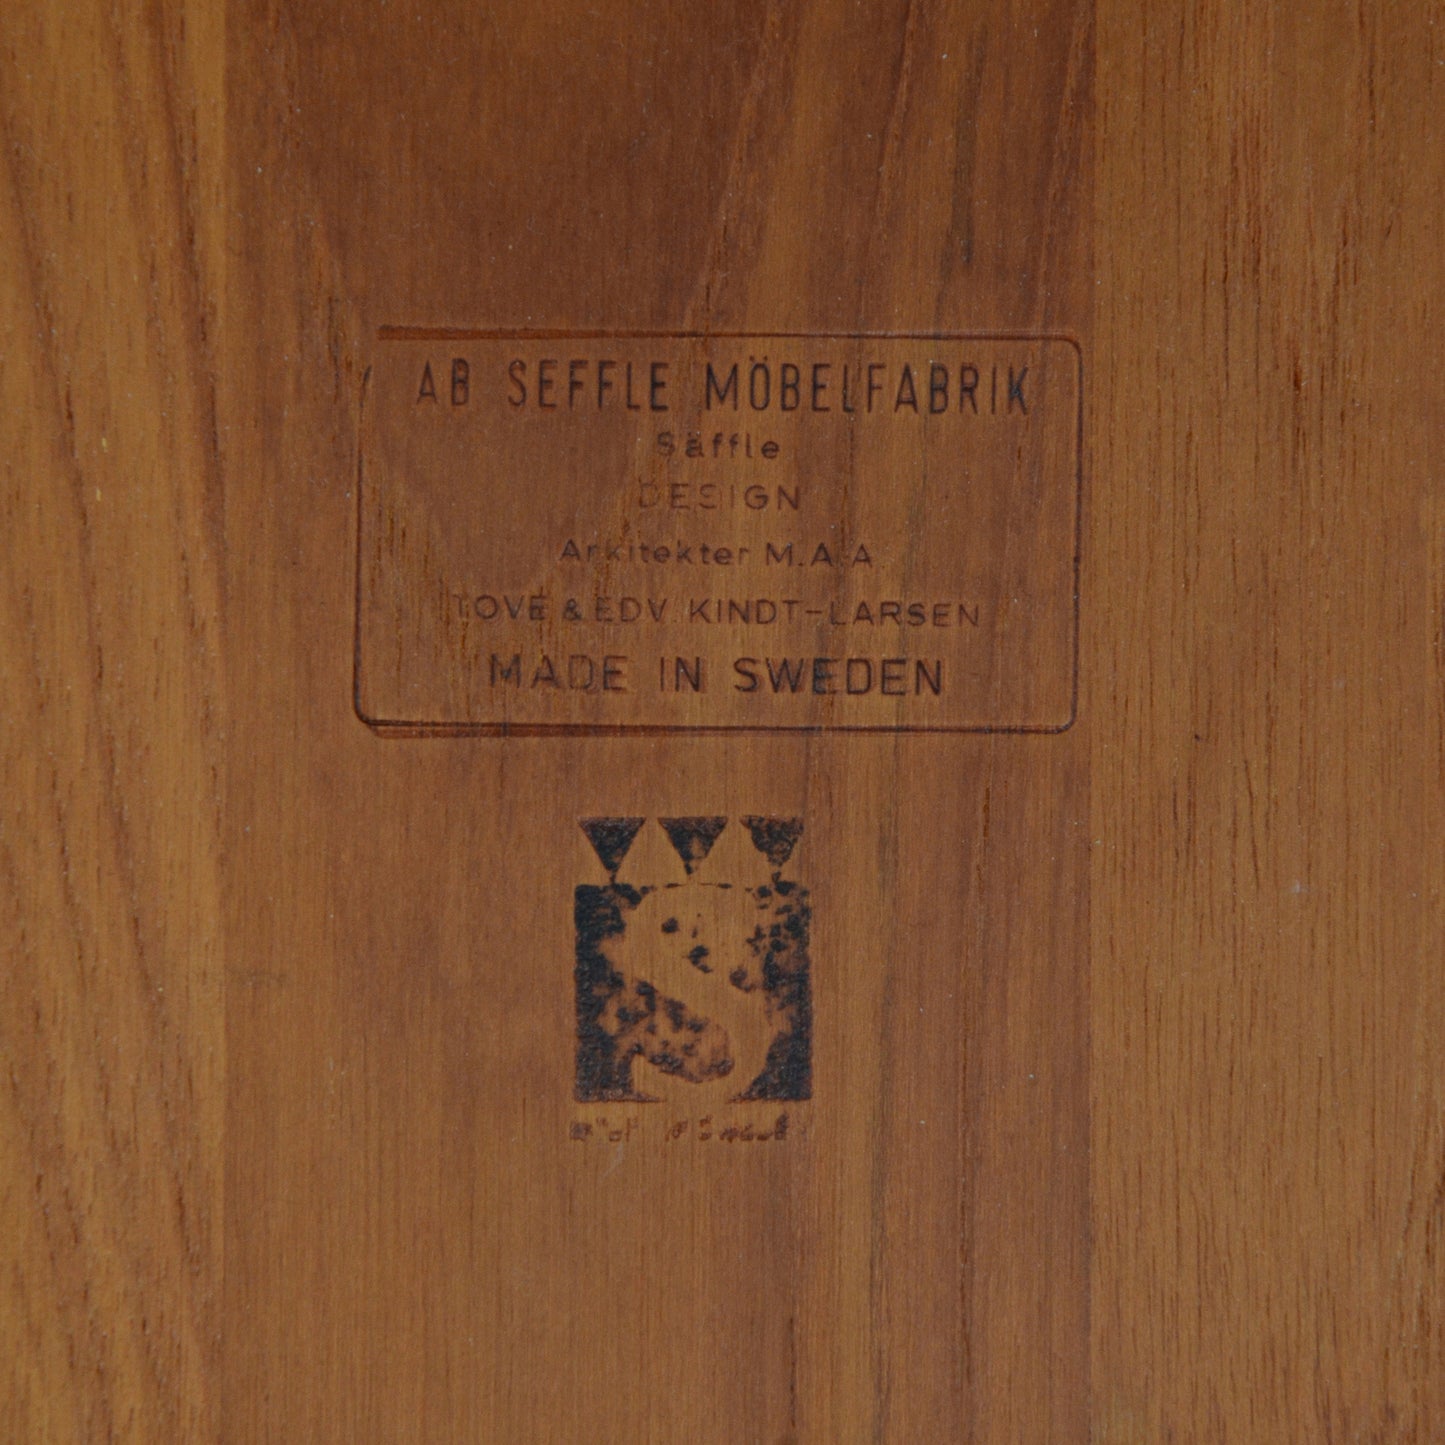 AB SEFFLE MÖBELFABRIK
Säffle
DESIGN
Arkitekter M.A.A
TOVE & EDV. KINDT-LARSEN
MADE IN SWEDEN
S